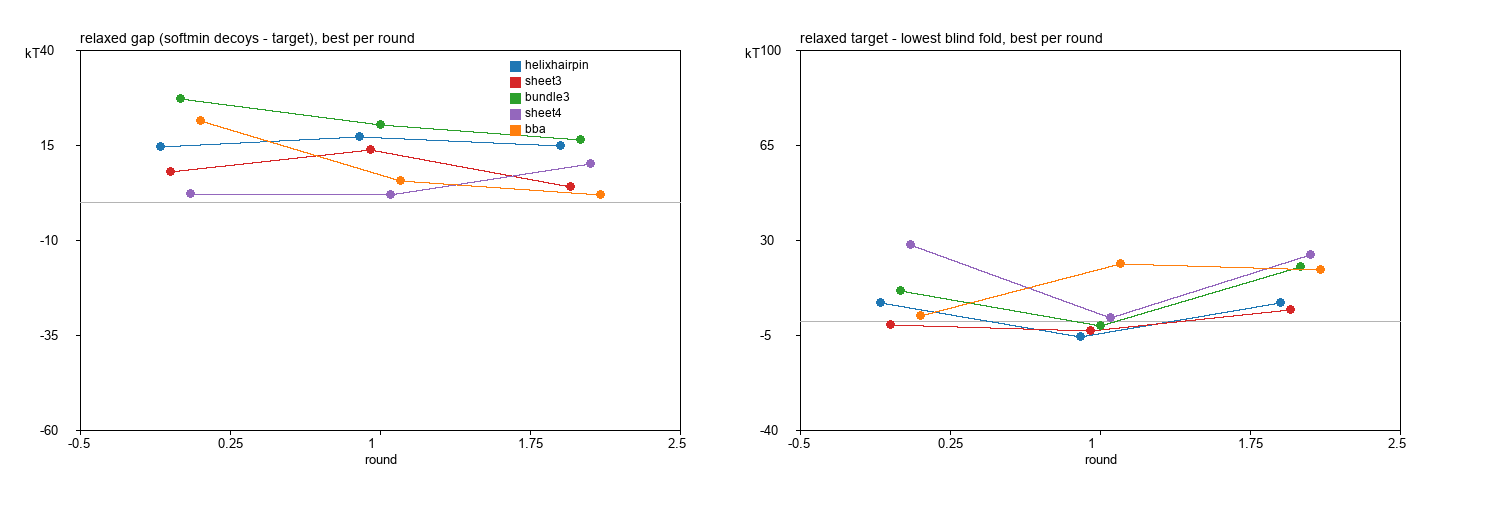 relaxed gap (softmin decoys - target), best per round
kT
40
15
-10
-35
-60
-0.5
0.25
1
1.75
2.5
round
helixhairpin
sheet3
bundle3
sheet4
bba
relaxed target - lowest blind fold, best per round
kT
100
65
30
-5
-40
-0.5
0.25
1
1.75
2.5
round